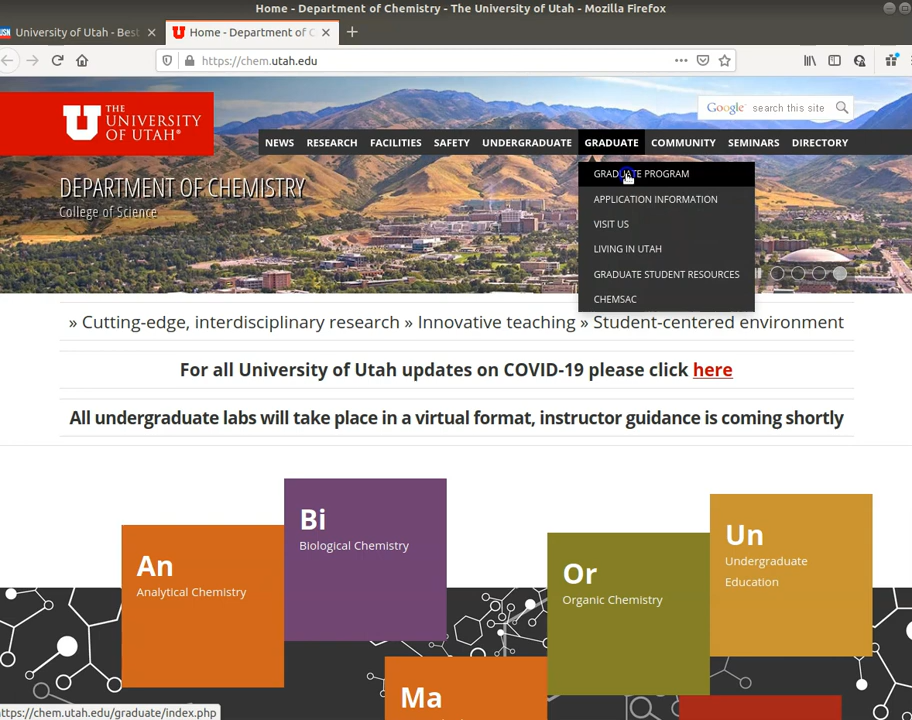 Home - Department of Chemistry - The University of Utah - Mozilla Firefox
USN University of Utah - Best
Home - Department of C
https://chem.utah.edu
THE
UNIVERSITY
OF UTAH®
Google search this site
NEWS RESEARCH FACILITIES SAFETY UNDERGRADUATE GRADUATE COMMUNITY SEMINARS DIRECTORY
DEPARTMENT OF CHEMISTRY
College of Science
GRADUATE PROGRAM
APPLICATION INFORMATION
VISIT US
LIVING IN UTAH
GRADUATE STUDENT RESOURCES
CHEMSAC
» Cutting-edge, interdisciplinary research » Innovative teaching » Student-centered environment
For all University of Utah updates on COVID-19 please click here
All undergraduate labs will take place in a virtual format, instructor guidance is coming shortly
An
Analytical Chemistry
Bi
Biological Chemistry
Or
Organic Chemistry
Un
Undergraduate
Education
Ma
ttps://chem.utah.edu/graduate/index.php